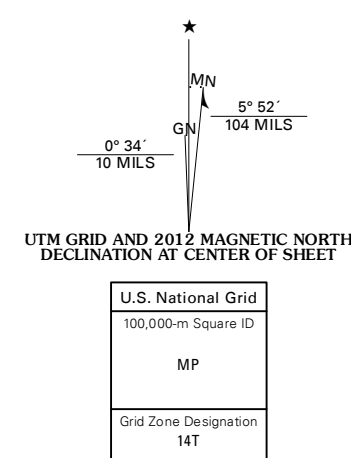 ★
MN
GN
5° 52´
104 MILS
0° 34´
10 MILS
UTM GRID AND 2012 MAGNETIC NORTH
DECLINATION AT CENTER OF SHEET
U.S. National Grid
100,000-m Square ID
MP
Grid Zone Designation
14T